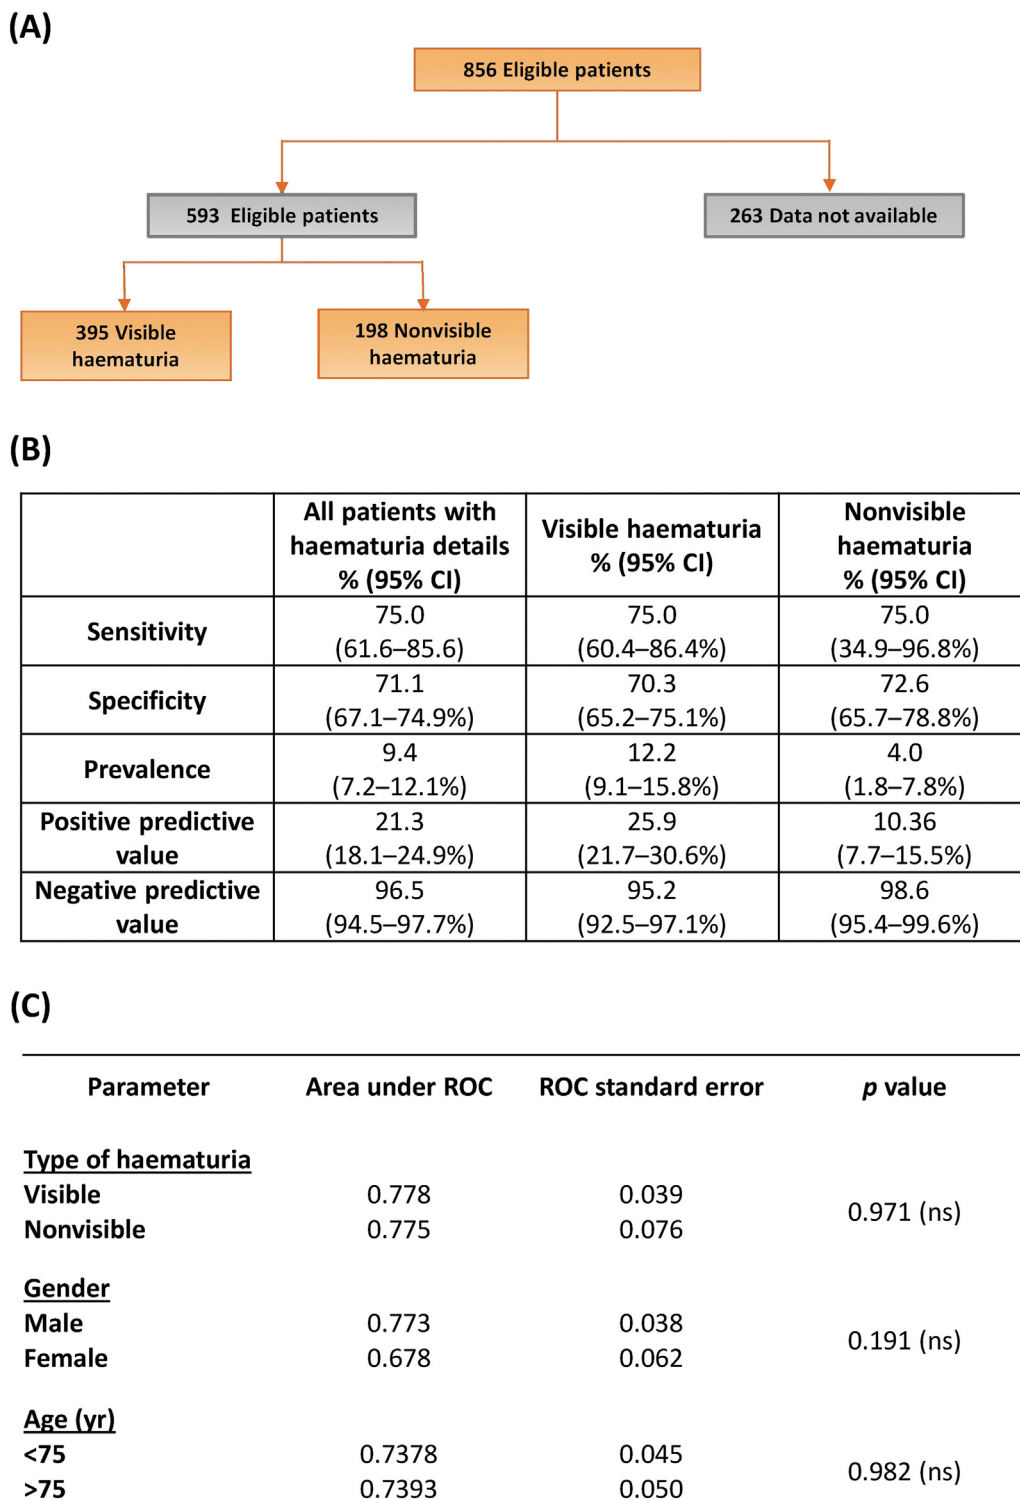 (A)
856 Eligible patients
593 Eligible patients
263 Data not available
395 Visible
haematuria
198 Nonvisible
haematuria
(B)
All patients with
haematuria details
% (95% CI)
Visible haematuria
% (95% CI)
Nonvisible
haematuria
% (95% CI)
Sensitivity
75.0
(61.6–85.6)
75.0
(60.4–86.4%)
75.0
(34.9–96.8%)
Specificity
71.1
(67.1–74.9%)
70.3
(65.2–75.1%)
72.6
(65.7–78.8%)
Prevalence
9.4
(7.2–12.1%)
12.2
(9.1–15.8%)
4.0
(1.8–7.8%)
Positive predictive
value
21.3
(18.1–24.9%)
25.9
(21.7–30.6%)
10.36
(7.7–15.5%)
Negative predictive
value
96.5
(94.5–97.7%)
95.2
(92.5–97.1%)
98.6
(95.4–99.6%)
(C)
Parameter Area under ROC ROC standard error p value
Type of haematuria
Visible 0.778 0.039
0.971 (ns)
Nonvisible 0.775 0.076
Gender
Male 0.773 0.038
0.191 (ns)
Female 0.678 0.062
Age (yr)
<75 0.7378 0.045
0.982 (ns)
>75 0.7393 0.050